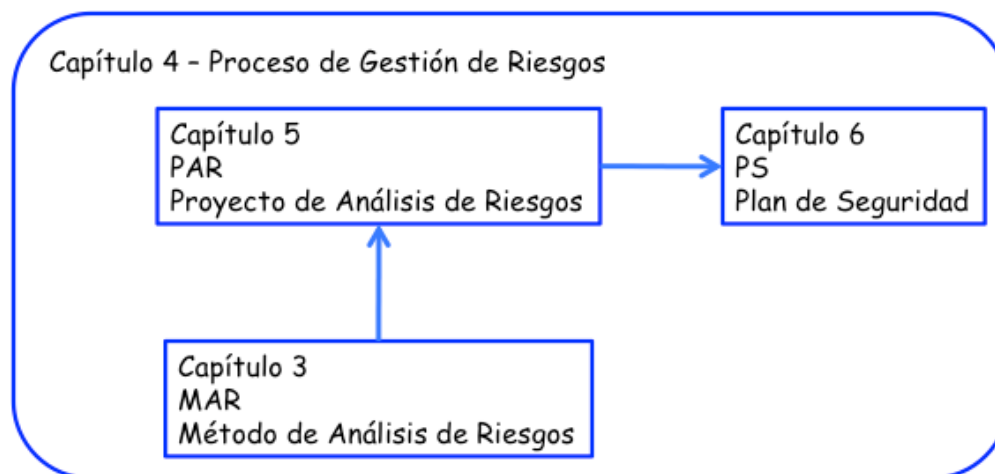 Capítulo 4 – Proceso de Gestión de Riesgos
Capítulo 5
PAR
Proyecto de Análisis de Riesgos
Capítulo 6
PS
Plan de Seguridad
Capítulo 3
MAR
Método de Análisis de Riesgos